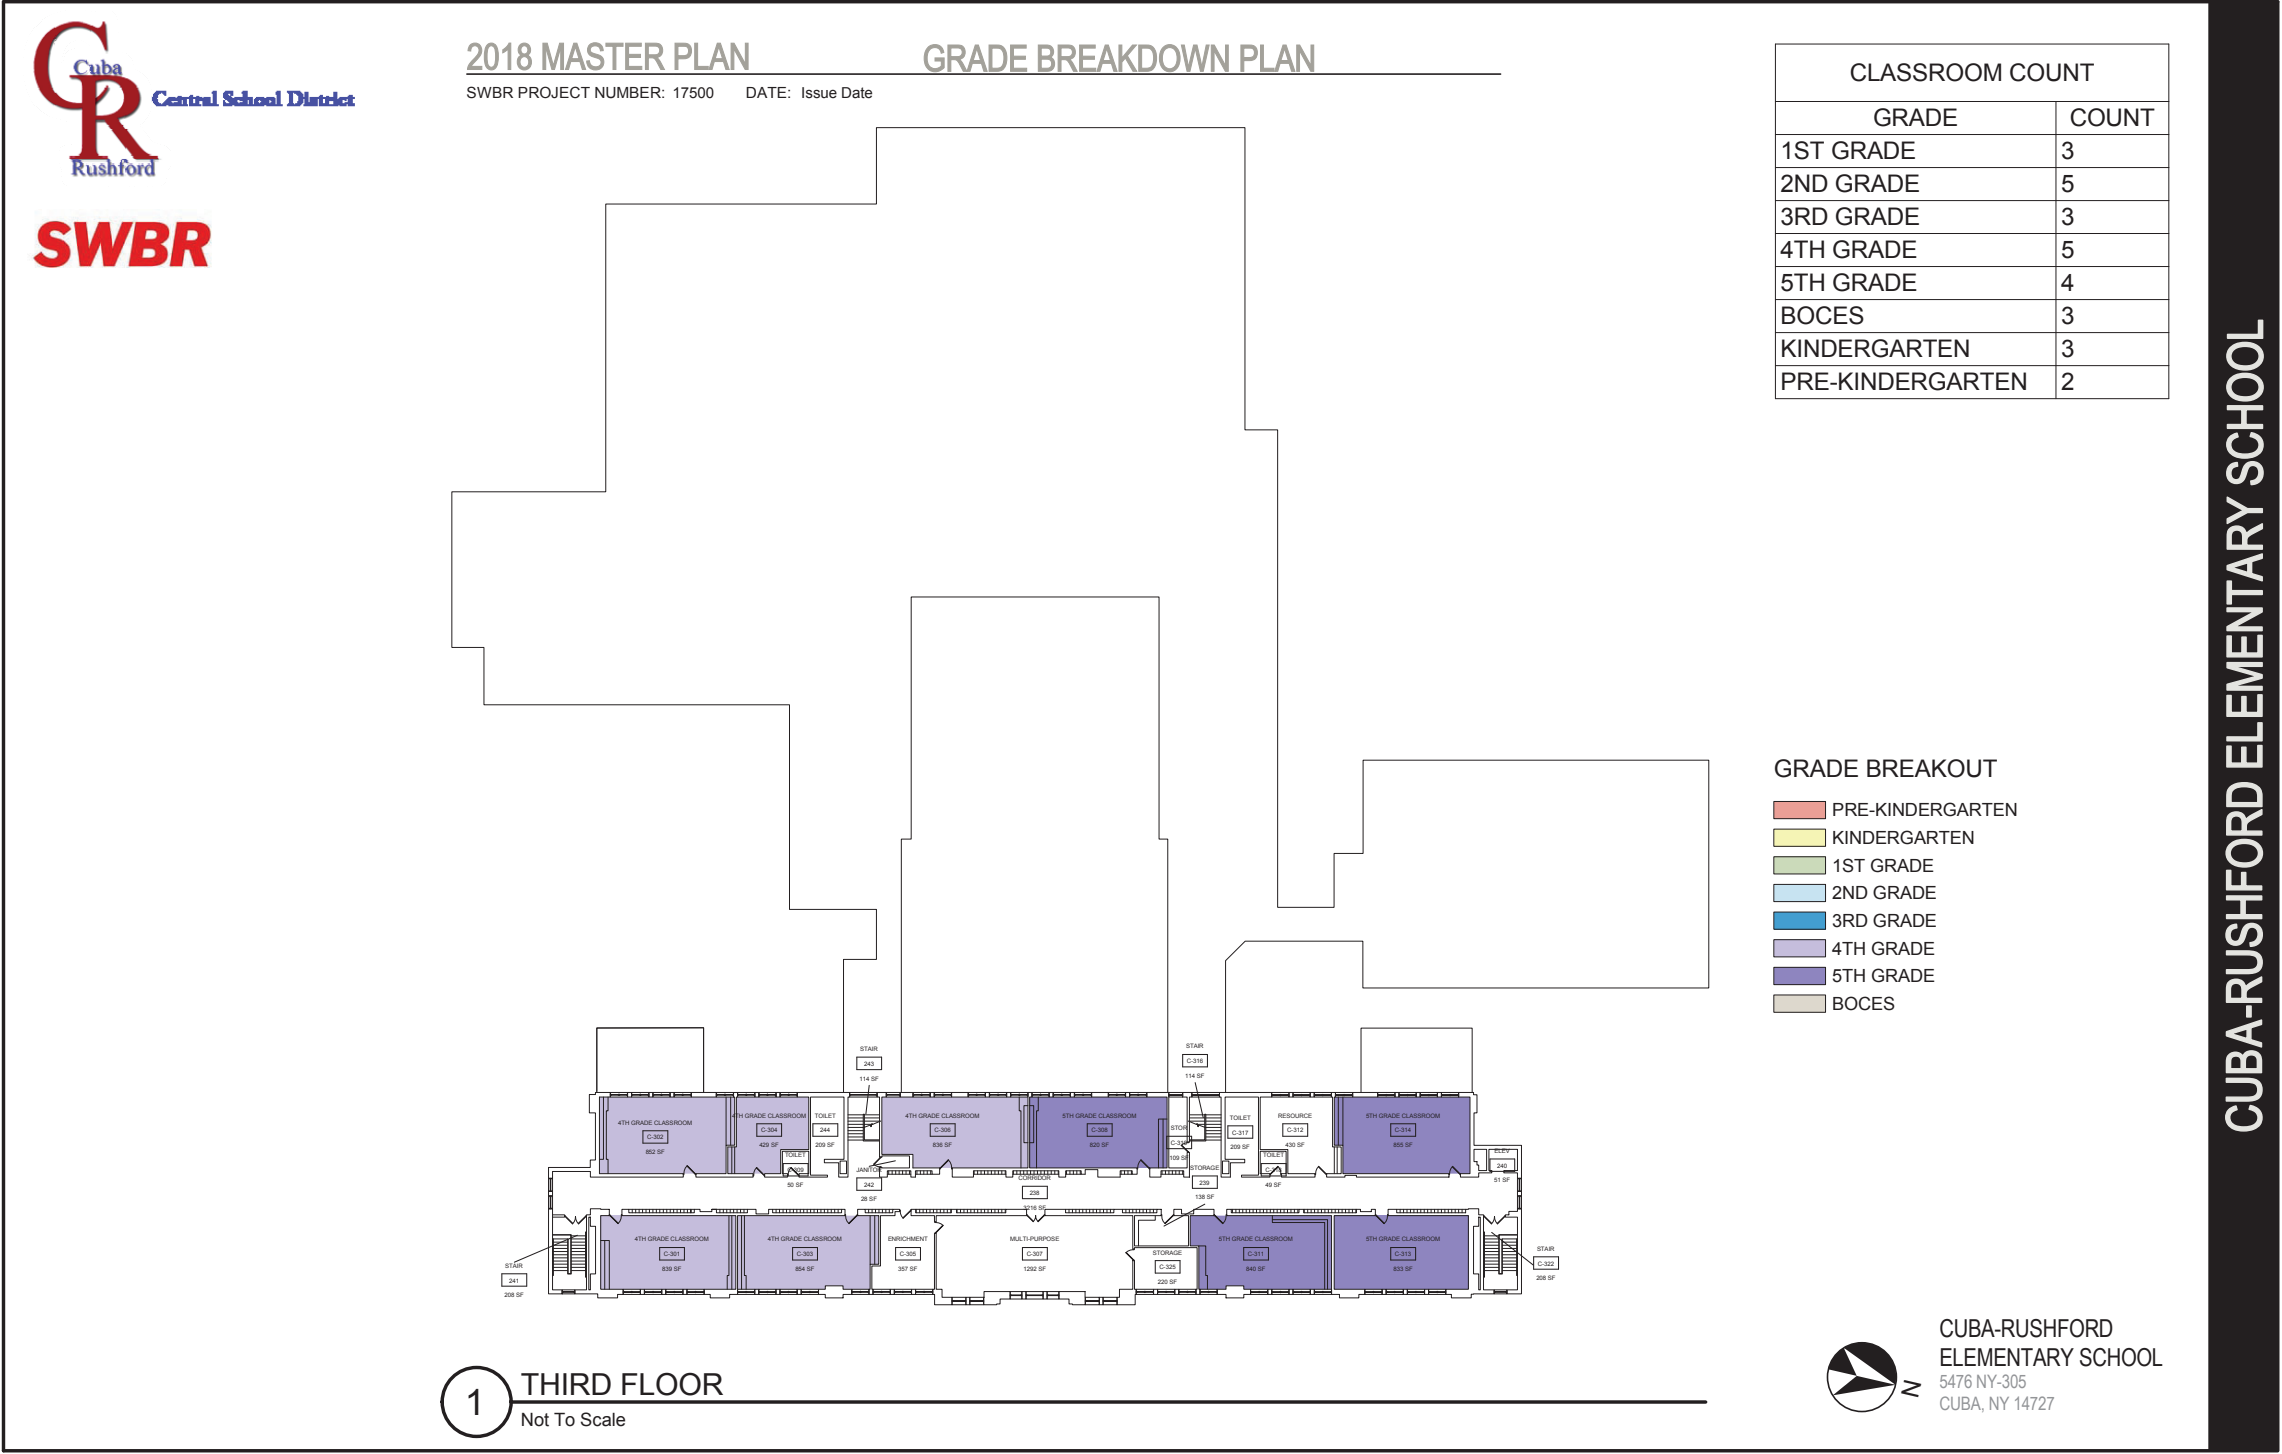 Cuba
Central School District
Rushford
SWBR
2018 MASTER PLAN
GRADE BREAKDOWN PLAN
SWBR PROJECT NUMBER: 17500 DATE: Issue Date
CLASSROOM COUNT
GRADE COUNT
1ST GRADE 3
2ND GRADE 5
3RD GRADE 3
4TH GRADE 5
5TH GRADE 4
BOCES 3
KINDERGARTEN 3
PRE-KINDERGARTEN 2
GRADE BREAKOUT
PRE-KINDERGARTEN
KINDERGARTEN
1ST GRADE
2ND GRADE
3RD GRADE
4TH GRADE
5TH GRADE
BOCES
STAIR
243
114 SF
STAIR
C-316
114 SF
4TH GRADE CLASSROOM
C-302
852 SF
4TH GRADE CLASSROOM
C-304
429 SF
TOILET
244
209 SF
TOILET
50 SF
JANITOR
242
28 SF
4TH GRADE CLASSROOM
C-306
836 SF
5TH GRADE CLASSROOM
C-308
820 SF
STOR
109 SF
STORAGE
239
138 SF
TOILET
C-317
209 SF
RESOURCE
C-312
430 SF
TOILET
49 SF
5TH GRADE CLASSROOM
C-314
855 SF
ELEV
240
51 SF
CORRIDOR
238
3216 SF
4TH GRADE CLASSROOM
C-301
839 SF
4TH GRADE CLASSROOM
C-303
854 SF
ENRICHMENT
C-305
357 SF
MULTI-PURPOSE
C-307
1292 SF
STORAGE
C-325
220 SF
5TH GRADE CLASSROOM
C-311
840 SF
5TH GRADE CLASSROOM
C-313
833 SF
STAIR
241
208 SF
STAIR
C-322
208 SF
1
THIRD FLOOR
Not To Scale
N
CUBA-RUSHFORD
ELEMENTARY SCHOOL
5476 NY-305
CUBA, NY 14727
CUBA-RUSHFORD ELEMENTARY SCHOOL